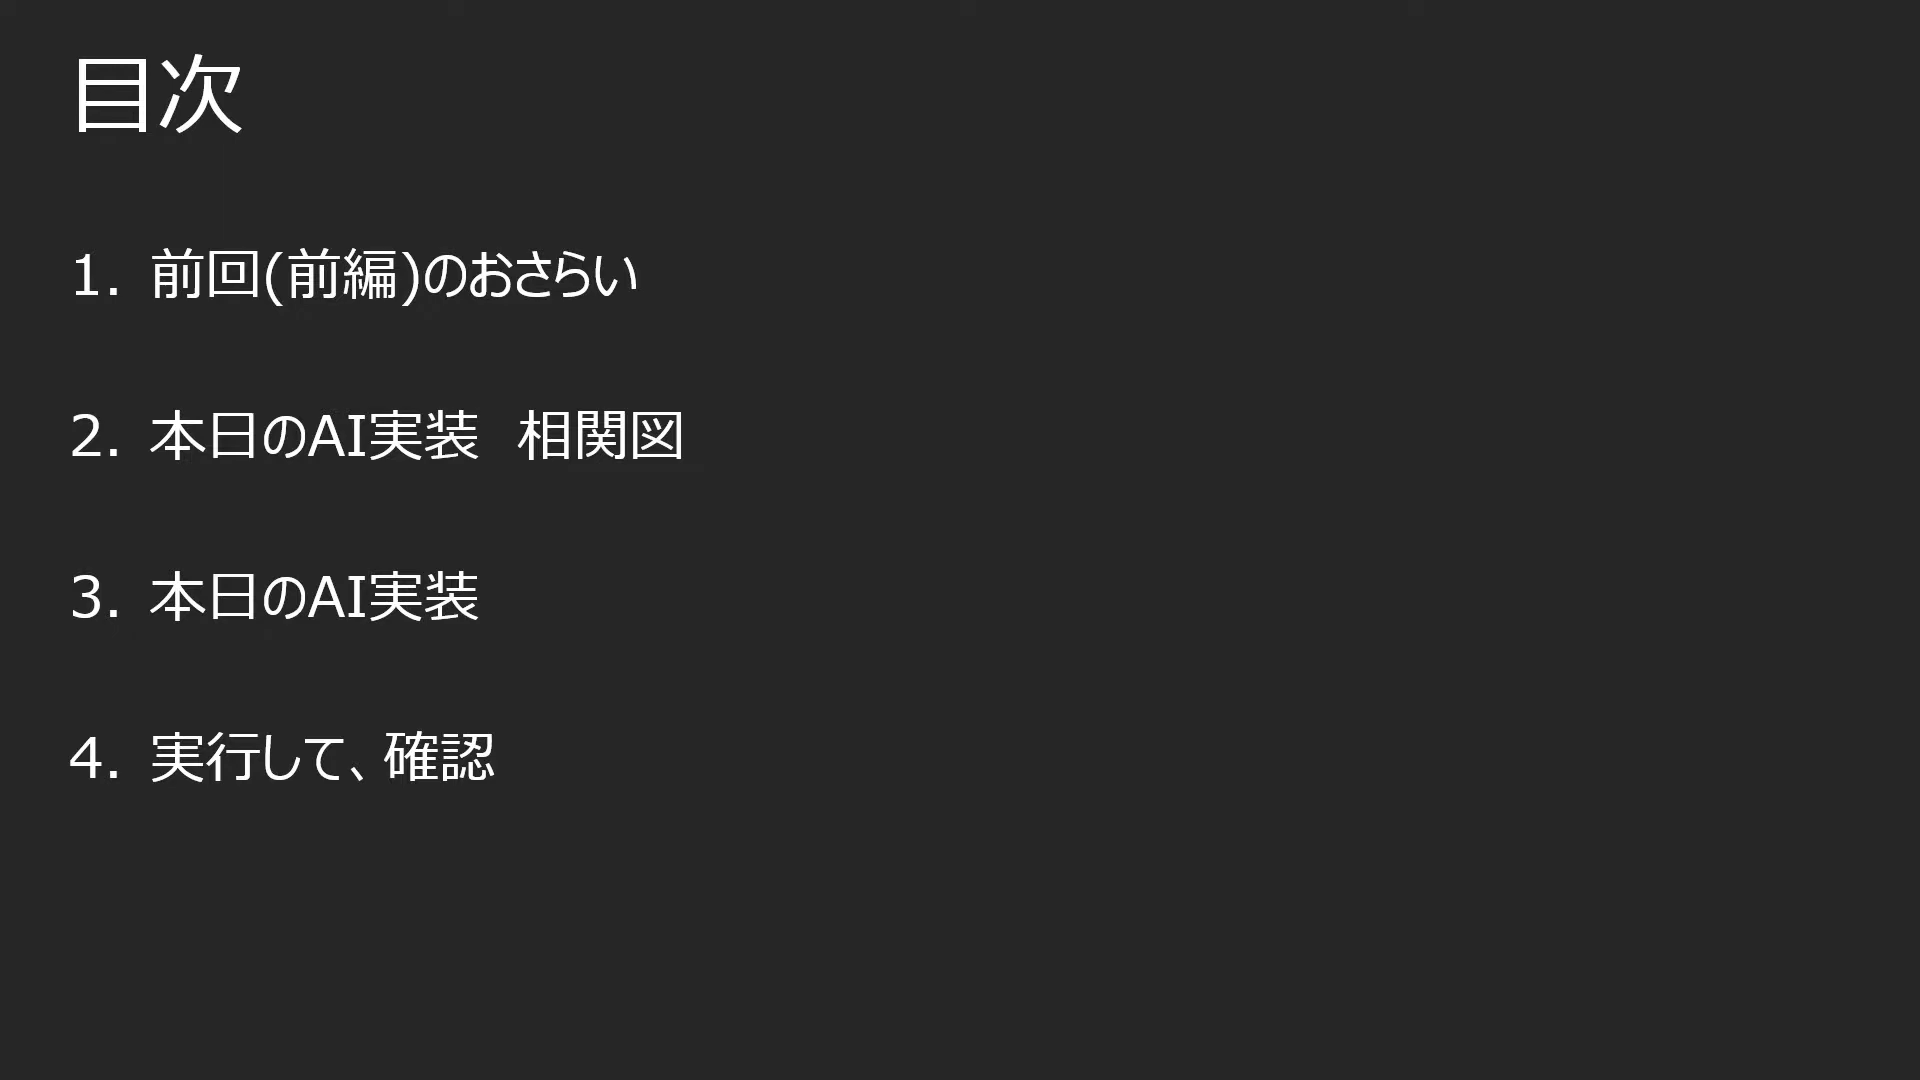 目次
1. 前回(前編)のおさらい
2. 本日のAI実装　相関図
3. 本日のAI実装
4. 実行して、確認